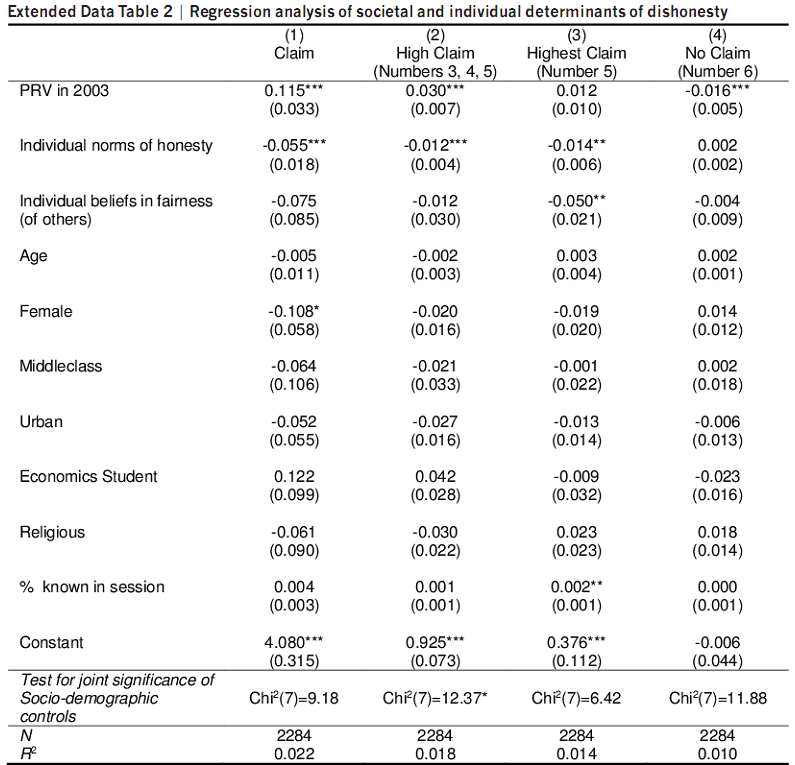 Extended Data Table 2 | Regression analysis of societal and individual determinants of dishonesty
(1) (2) (3) (4)
Claim High Claim Highest Claim No Claim
(Numbers 3, 4, 5) (Number 5) (Number 6)
PRV in 2003 0.115*** 0.030*** 0.012 -0.016***
(0.033) (0.007) (0.010) (0.005)
Individual norms of honesty -0.055*** -0.012*** -0.014** 0.002
(0.018) (0.004) (0.006) (0.002)
Individual beliefs in fairness -0.075 -0.012 -0.050** -0.004
(of others) (0.085) (0.030) (0.021) (0.009)
Age -0.005 -0.002 0.003 0.002
(0.011) (0.003) (0.004) (0.001)
Female -0.108* -0.020 -0.019 0.014
(0.058) (0.016) (0.020) (0.012)
Middleclass -0.064 -0.021 -0.001 0.002
(0.106) (0.033) (0.022) (0.018)
Urban -0.052 -0.027 -0.013 -0.006
(0.055) (0.016) (0.014) (0.013)
Economics Student 0.122 0.042 -0.009 -0.023
(0.099) (0.028) (0.032) (0.016)
Religious -0.061 -0.030 0.023 0.018
(0.090) (0.022) (0.023) (0.014)
% known in session 0.004 0.001 0.002** 0.000
(0.003) (0.001) (0.001) (0.001)
Constant 4.080*** 0.925*** 0.376*** -0.006
(0.315) (0.073) (0.112) (0.044)
Test for joint significance of
Socio-demographic Chi²(7)=9.18 Chi²(7)=12.37* Chi²(7)=6.42 Chi²(7)=11.88
controls
N 2284 2284 2284 2284
R² 0.022 0.018 0.014 0.010